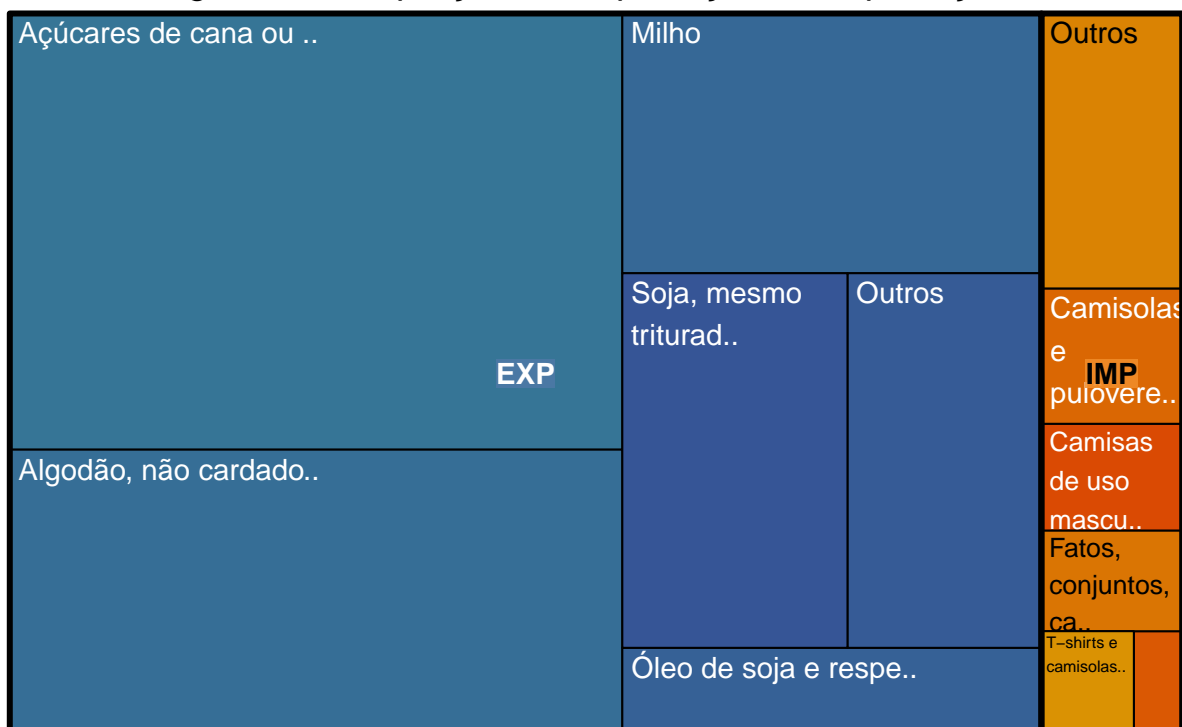 Açúcares de cana ou ..
Milho
Outros
Soja, mesmo
triturad..
Outros
Camisolas
e
pulovere..
EXP
IMP
Camisas
de uso
mascu..
Algodão, não cardado..
Fatos,
conjuntos,
ca..
T−shirts e
camisolas..
Óleo de soja e respe..